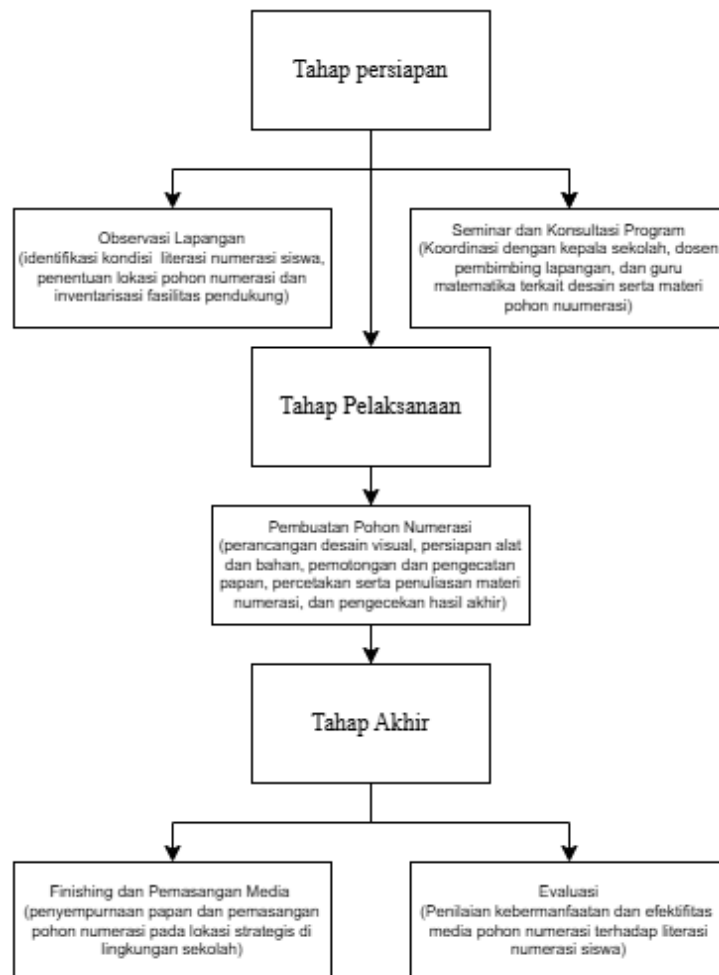 Tahap persiapan
Observasi Lapangan
(identifikasi kondisi literasi numerasi siswa,
penentuan lokasi pohon numerasi dan
inventarisasi fasilitas pendukung)
Seminar dan Konsultasi Program
(Koordinasi dengan kepala sekolah, dosen
pembimbing lapangan, dan guru
matematika terkait desain serta materi
pohon nuumerasi)
Tahap Pelaksanaan
Pembuatan Pohon Numerasi
(perancangan desain visual, persiapan alat
dan bahan, pemotongan dan pengecatan
papan, percetakan serta penuliasan materi
numerasi, dan pengecekan hasil akhir)
Tahap Akhir
Finishing dan Pemasangan Media
(penyempurnaan papan dan pemasangan
pohon numerasi pada lokasi strategis di
lingkungan sekolah)
Evaluasi
(Penilaian kebermanfaatan dan efektifitas
media pohon numerasi terhadap literasi
numerasi siswa)